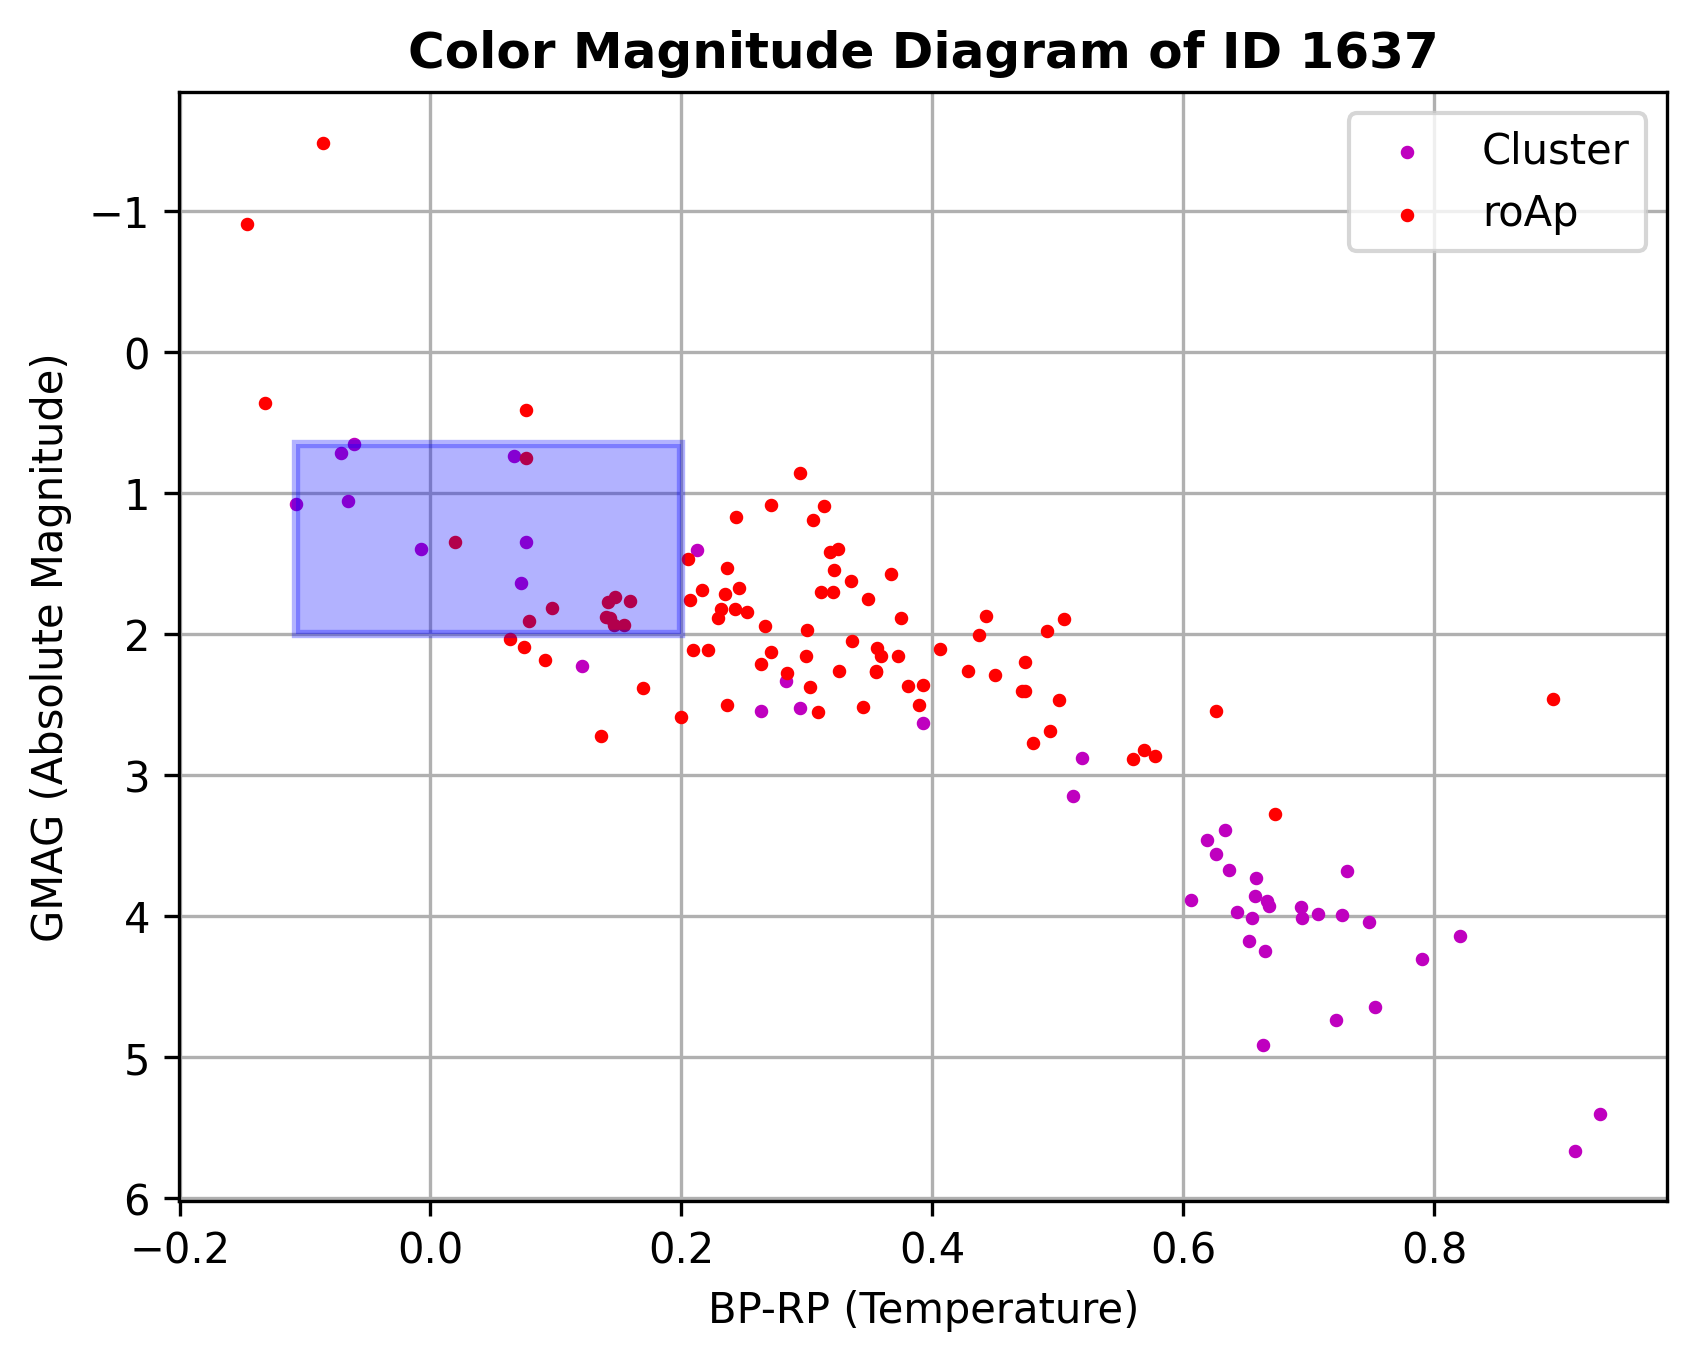 Color Magnitude Diagram of ID 1637
Cluster
roAp
GMAG (Absolute Magnitude)
−1
0
1
2
3
4
5
6
−0.2 0.0 0.2 0.4 0.6 0.8
BP-RP (Temperature)